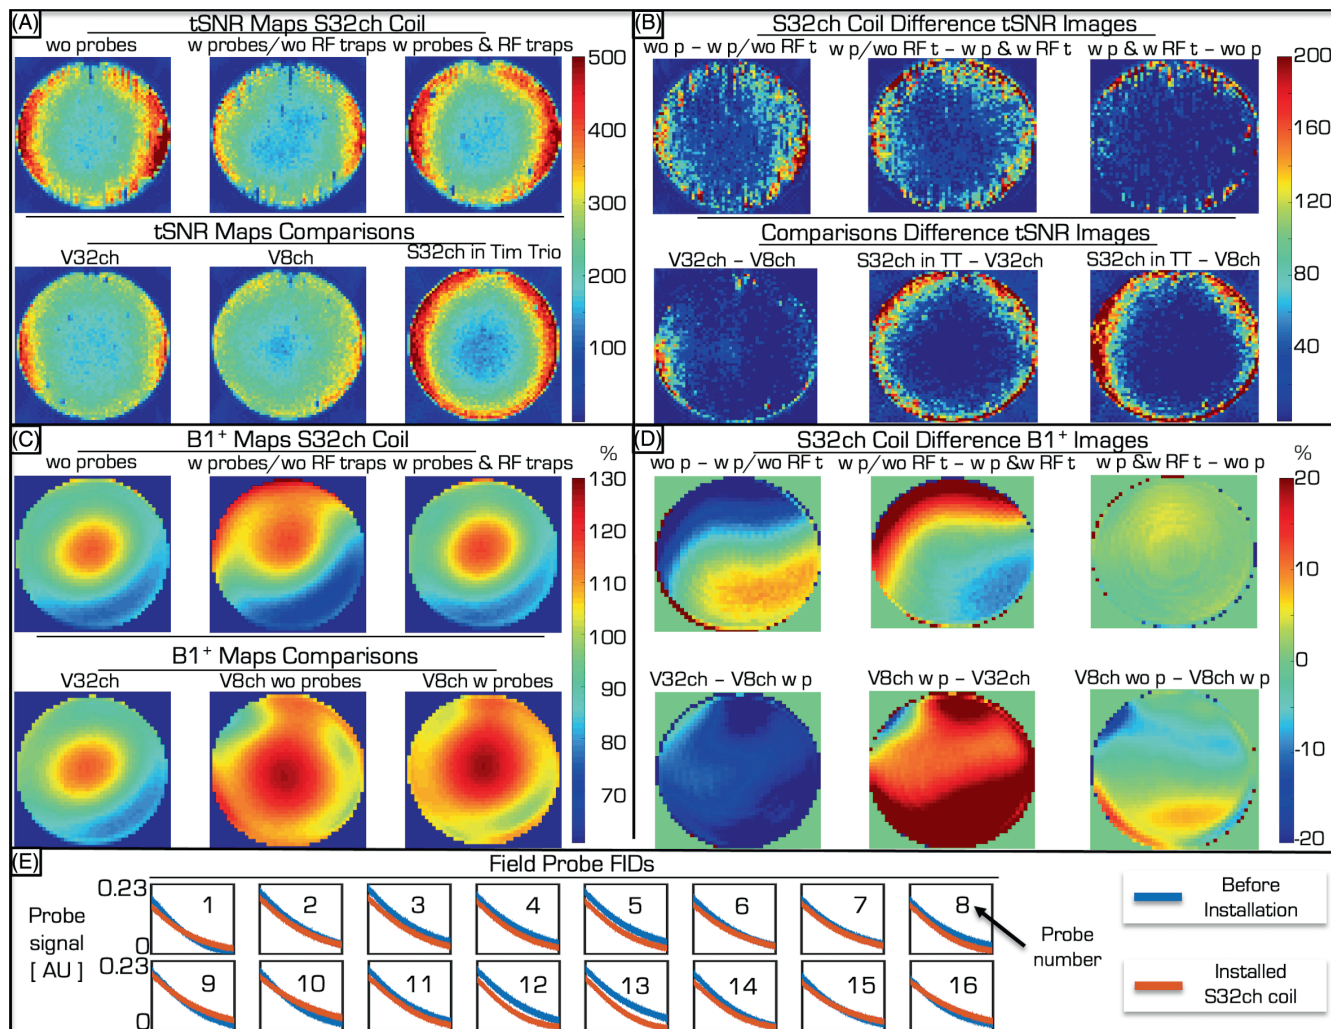 (A)
tSNR Maps S32ch Coil
wo probes
w probes/wo RF traps
w probes & RF traps
500
400
300
200
100
tSNR Maps Comparisons
V32ch
V8ch
S32ch in Tim Trio
(B)
S32ch Coil Difference tSNR Images
wo p - w p/wo RF t
w p/wo RF t - w p & w RF t
w p & w RF t - wo p
200
160
120
80
40
Comparisons Difference tSNR Images
V32ch - V8ch
S32ch in TT - V32ch
S32ch in TT - V8ch
(C)
B1⁺ Maps S32ch Coil
wo probes
w probes/wo RF traps
w probes & RF traps
%
130
120
110
100
90
80
70
B1⁺ Maps Comparisons
V32ch
V8ch wo probes
V8ch w probes
(D)
S32ch Coil Difference B1⁺ Images
wo p - w p/wo RF t
w p/wo RF t - w p &w RF t
w p &w RF t - wo p
%
20
10
0
-10
-20
V32ch - V8ch w p
V8ch w p - V32ch
V8ch wo p - V8ch w p
(E)
Field Probe FIDs
0.23
Probe
signal
[ AU ]
0
1 2 3 4 5 6 7 8
0.23
0
9 10 11 12 13 14 15 16
Probe
number
Before
Installation
Installed
S32ch coil